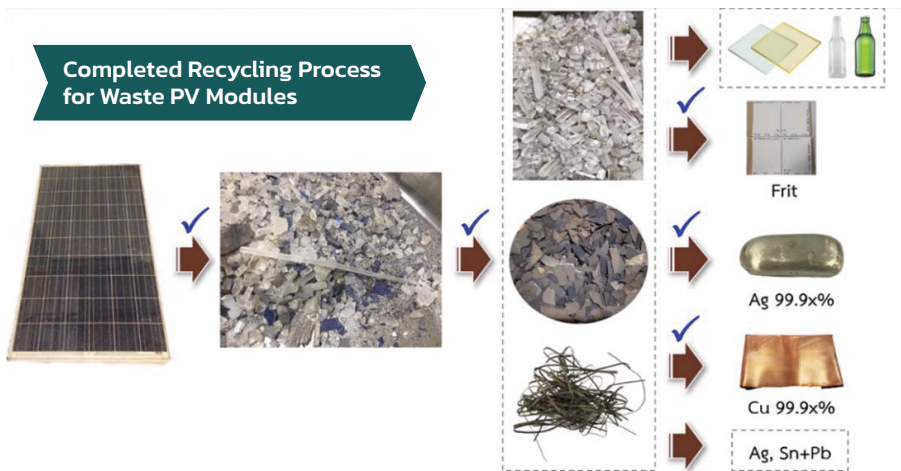 Completed Recycling Process
for Waste PV Modules
Frit
Ag 99.9x%
Cu 99.9x%
Ag, Sn+Pb